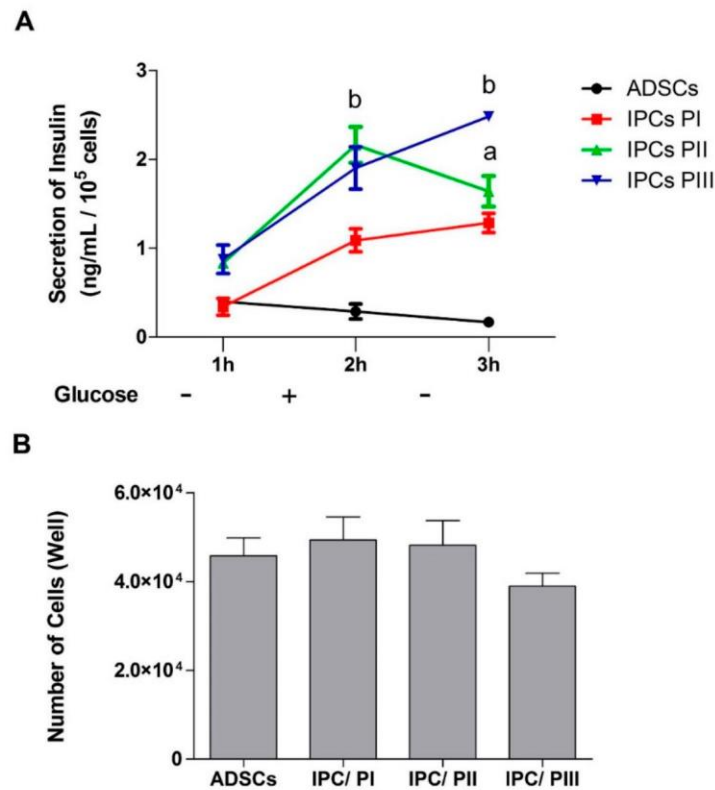 A
Secretion of Insulin
(ng/mL / 10⁵ cells)
3
2
1
0
b
b
a
ADSCs
IPCs PI
IPCs PII
IPCs PIII
1h 2h 3h
Glucose - + -
B
Number of Cells (Well)
6.0×10⁴
4.0×10⁴
2.0×10⁴
0
ADSCs IPC/ PI IPC/ PII IPC/ PIII